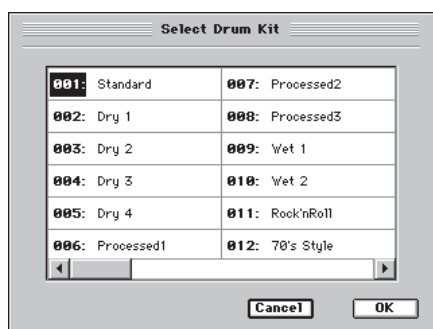 Select Drum Kit
001: Standard
002: Dry 1
003: Dry 2
004: Dry 3
005: Dry 4
006: Processed1
007: Processed2
008: Processed3
009: Wet 1
010: Wet 2
011: Rock'nRoll
012: 70's Style
Cancel
OK